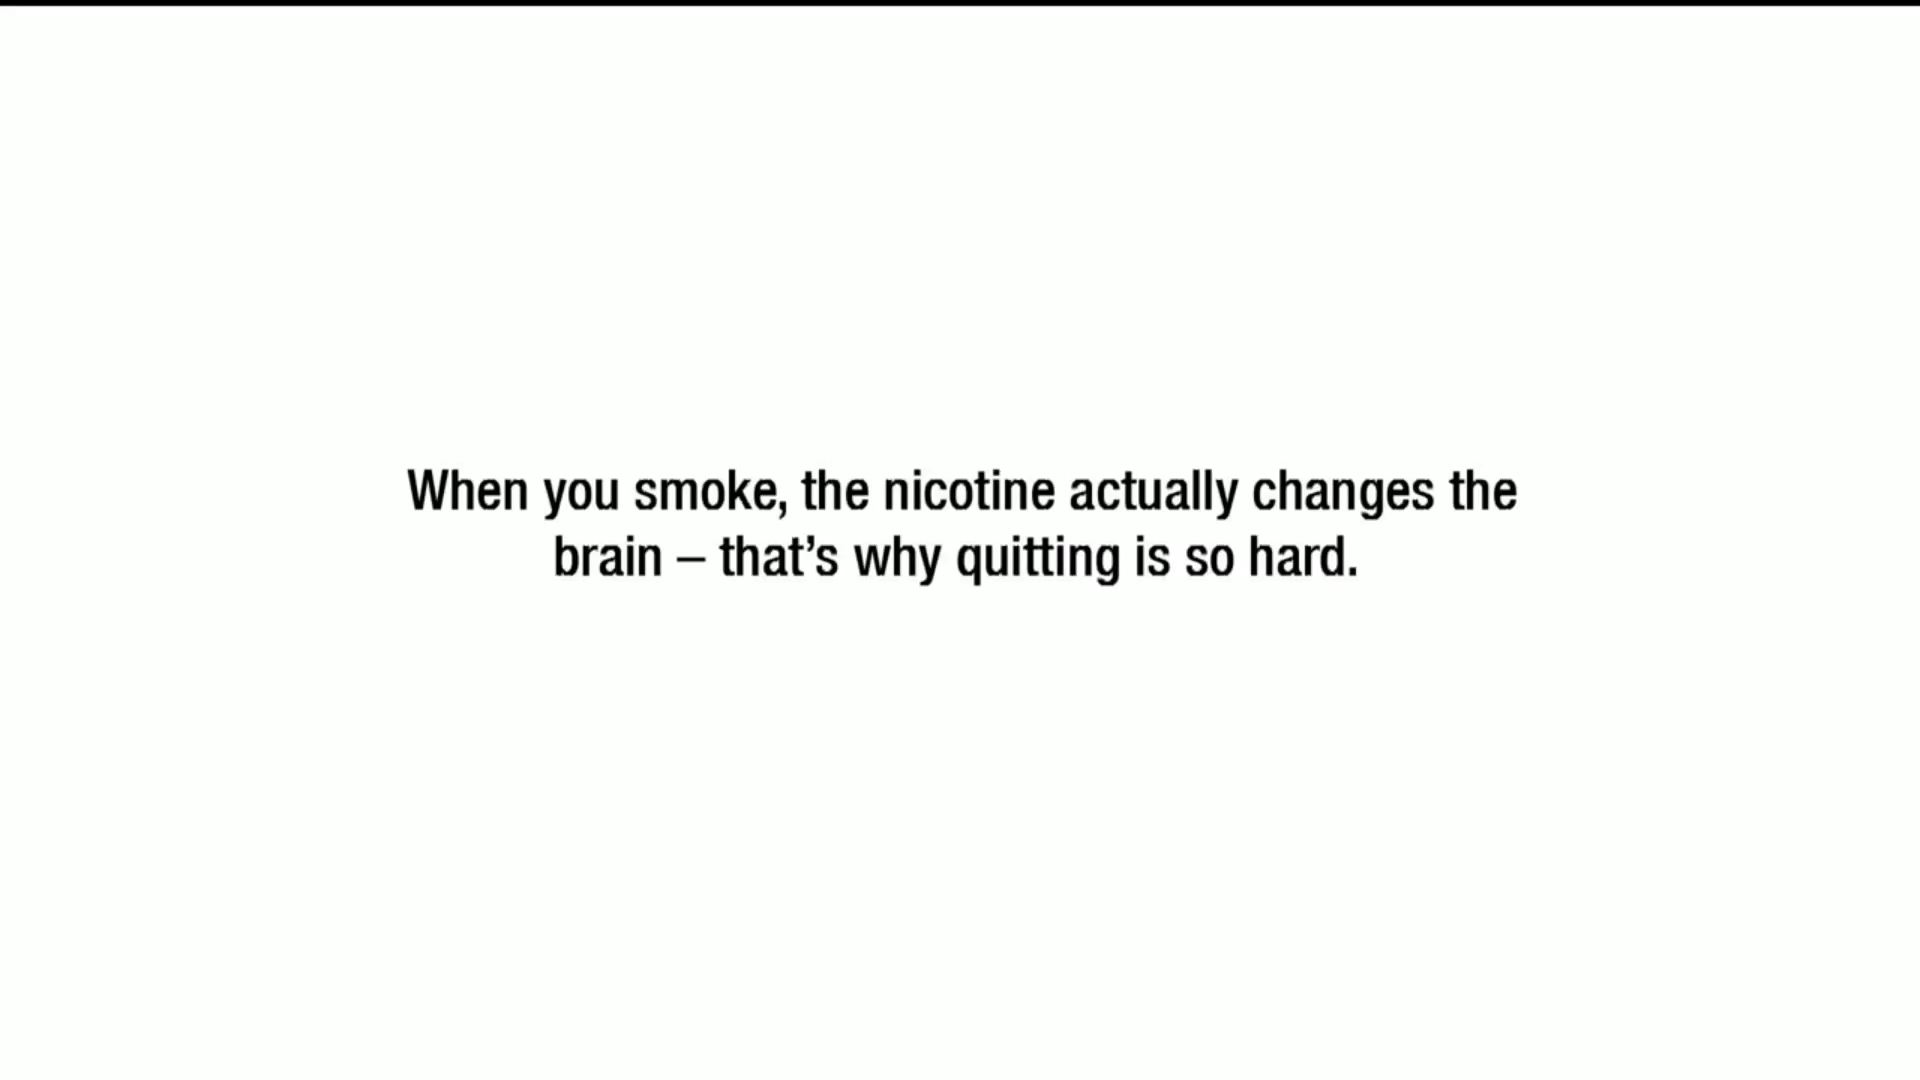 When you smoke, the nicotine actually changes the
brain – that’s why quitting is so hard.